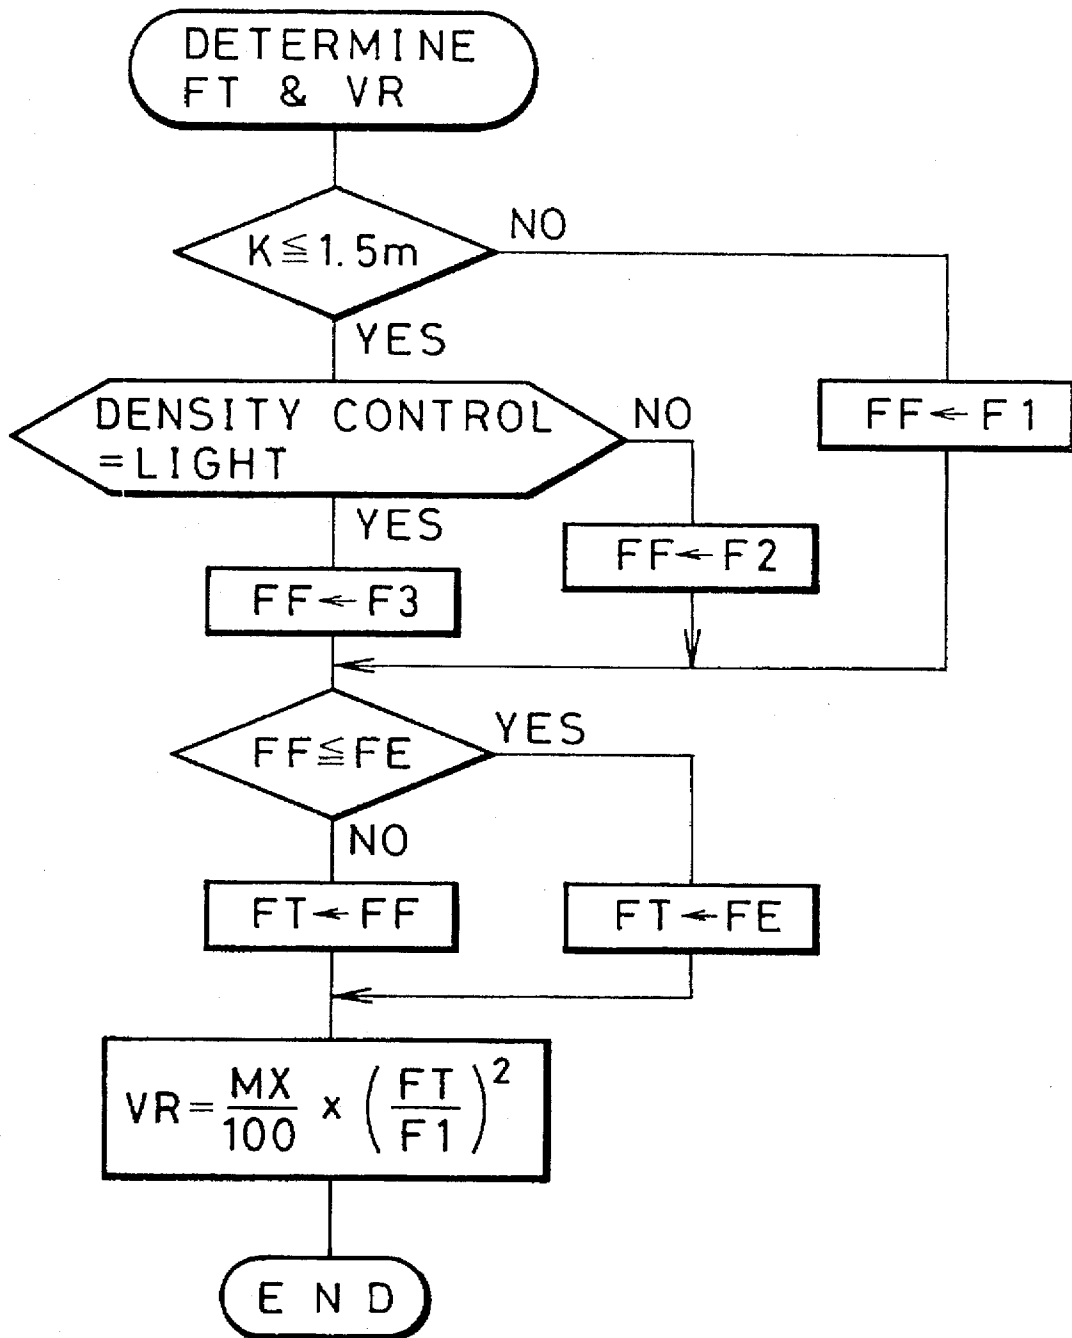 DETERMINE
FT & VR
K≦1.5m
NO
YES
DENSITY CONTROL
=LIGHT
NO
FF←F1
YES
FF←F2
FF←F3
FF≦FE
YES
NO
FT←FF
FT←FE
VR=MX/100 x (FT/F1)²
END